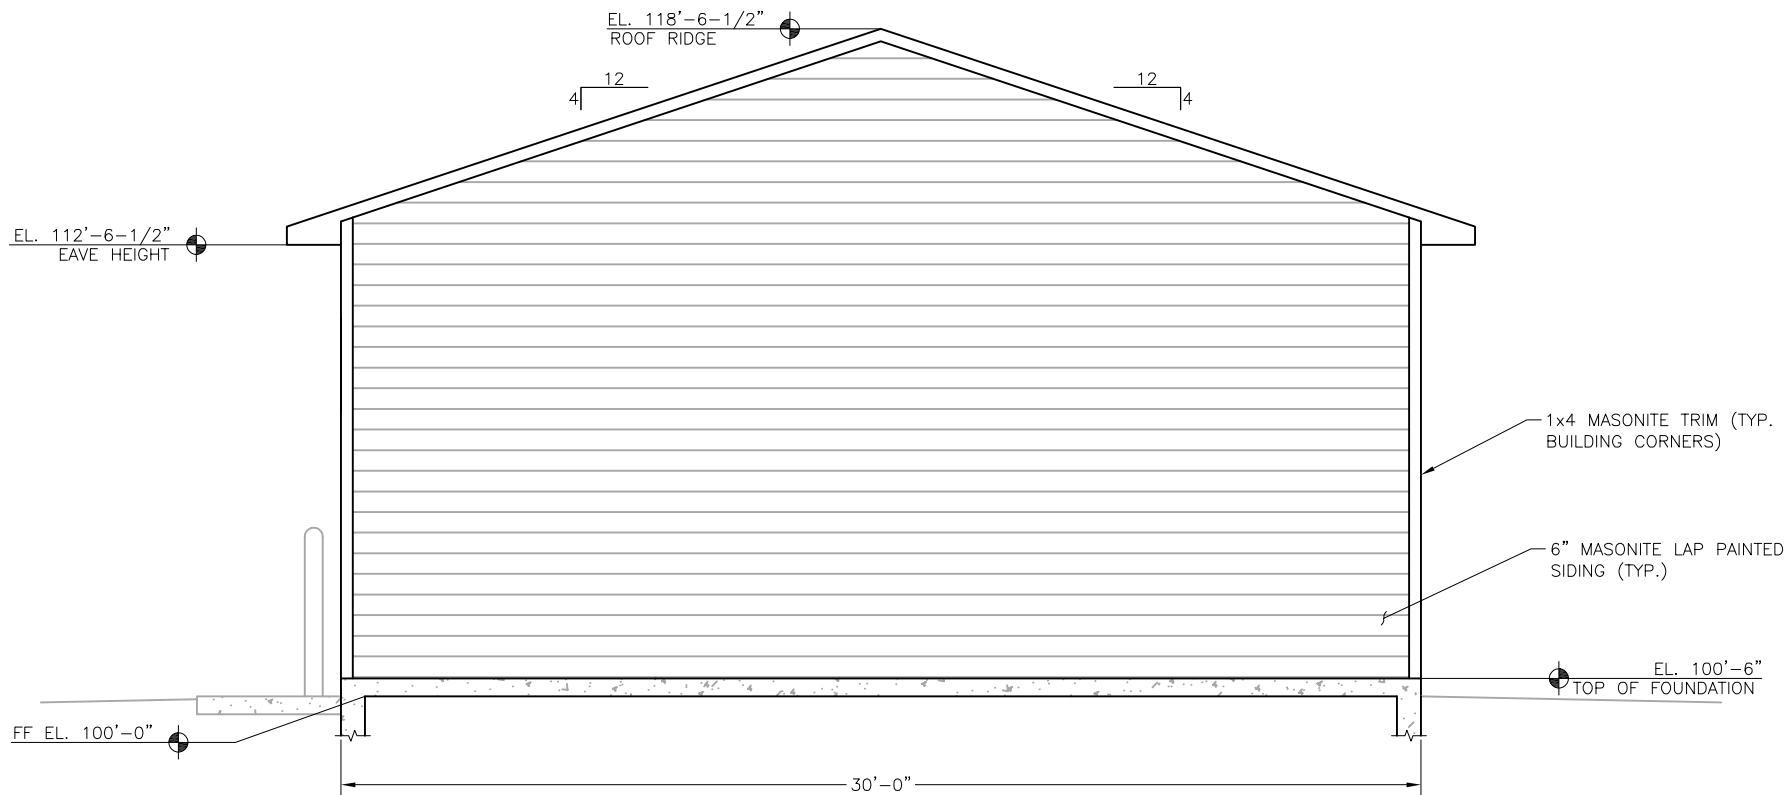 EL. 118'-6-1/2"
ROOF RIDGE
12
4
12
4
EL. 112'-6-1/2"
EAVE HEIGHT
1x4 MASONITE TRIM (TYP.
BUILDING CORNERS)
6" MASONITE LAP PAINTED
SIDING (TYP.)
EL. 100'-6"
TOP OF FOUNDATION
FF EL. 100'-0"
30'-0"